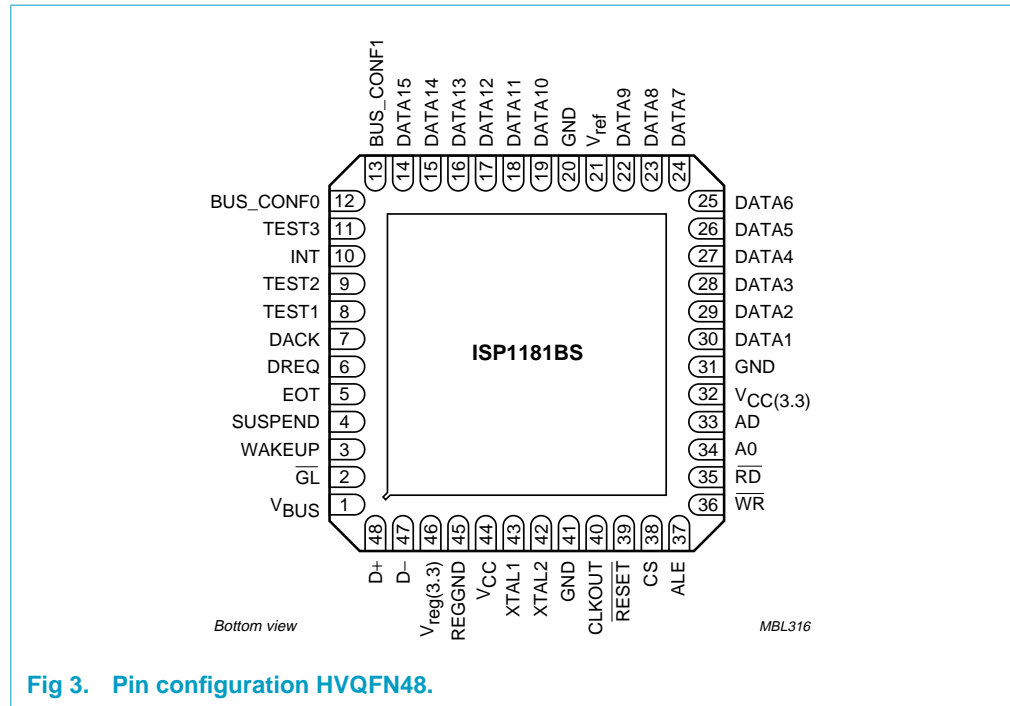 BUS_CONF1
DATA15
DATA14
DATA13
DATA12
DATA11
DATA10
GND
Vref
DATA9
DATA8
DATA7
13
14
15
16
17
18
19
20
21
22
23
24
BUS_CONF0 12
TEST3 11
INT 10
TEST2 9
TEST1 8
DACK 7
DREQ 6
EOT 5
SUSPEND 4
WAKEUP 3
G̅L̅ 2
VBUS 1
ISP1181BS
25 DATA6
26 DATA5
27 DATA4
28 DATA3
29 DATA2
30 DATA1
31 GND
32 VCC(3.3)
33 AD
34 A0
35 R̅D̅
36 W̅R̅
48
47
46
45
44
43
42
41
40
39
38
37
D+
D−
Vreg(3.3)
REGGND
VCC
XTAL1
XTAL2
GND
CLKOUT
R̅E̅S̅E̅T̅
CS
ALE
Bottom view
MBL316
Fig 3. Pin configuration HVQFN48.